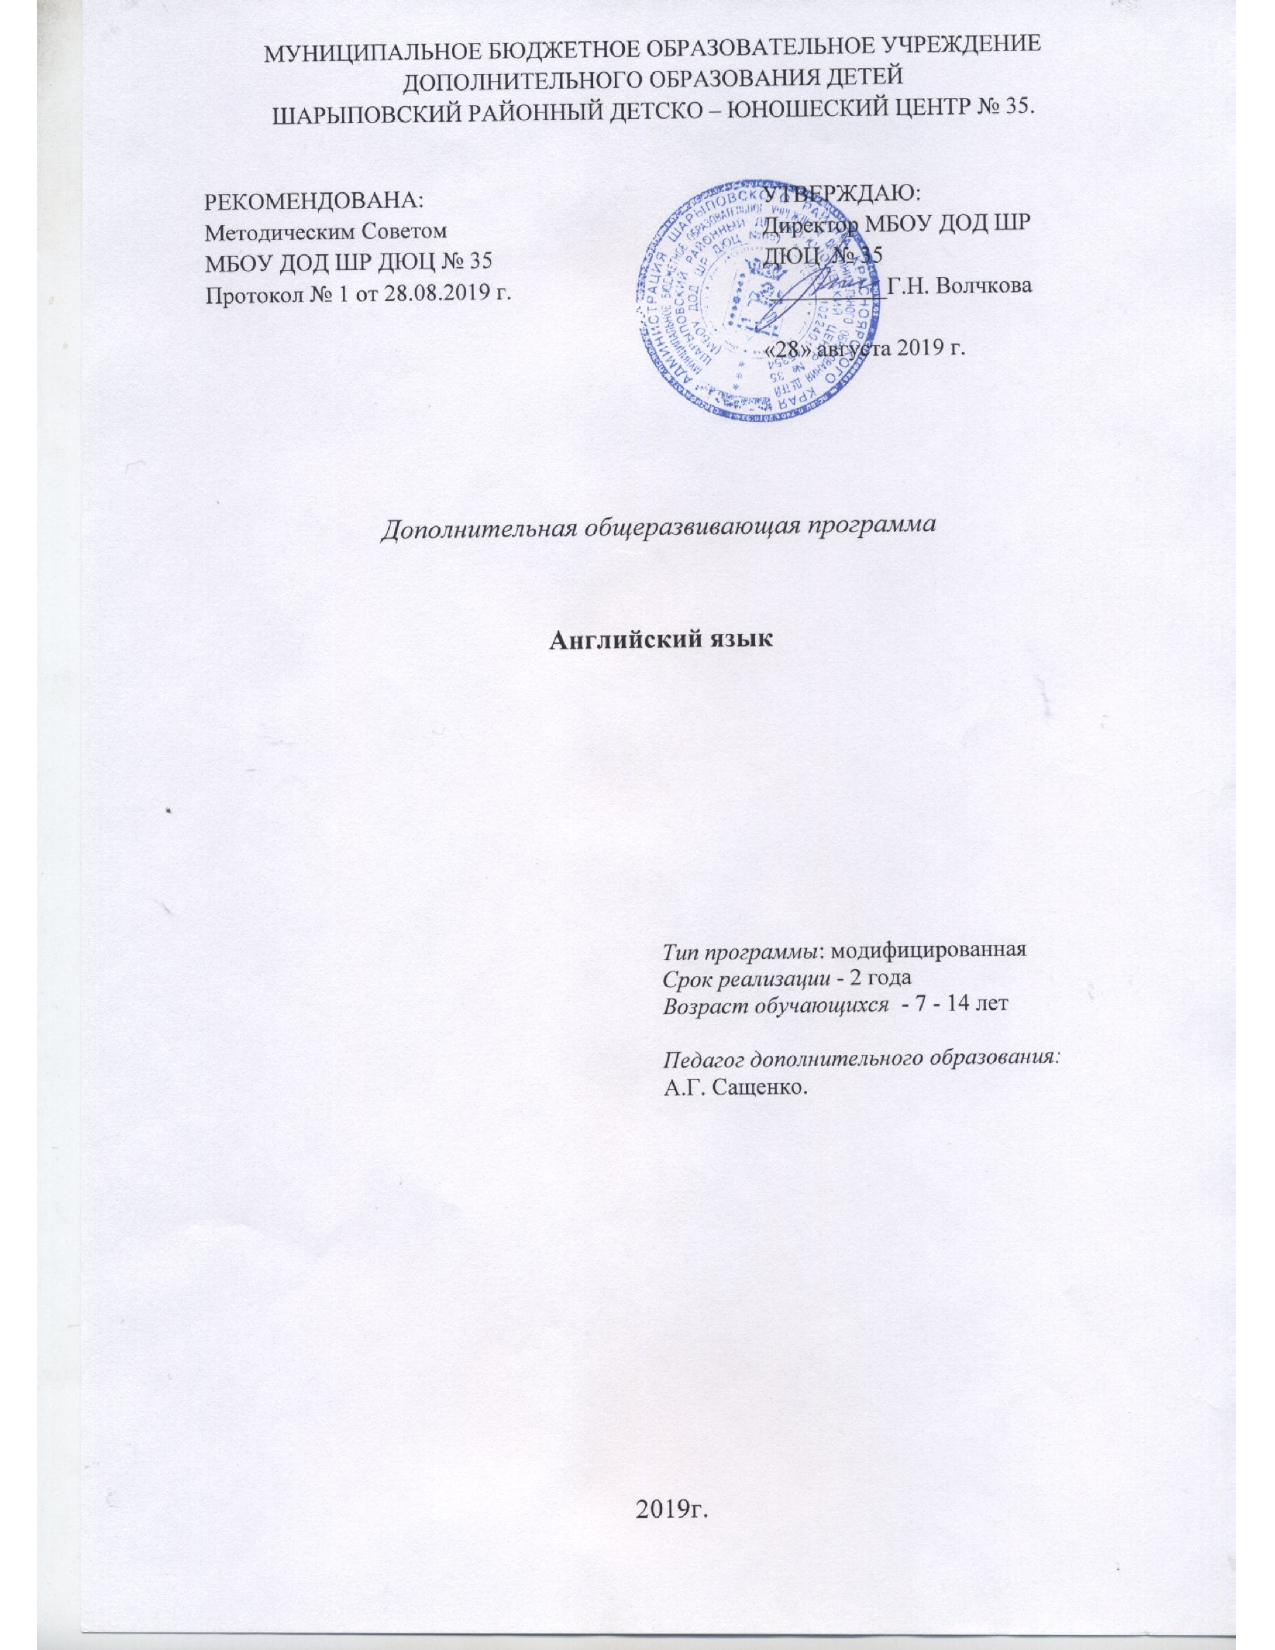 МУНИЦИПАЛЬНОЕ БЮДЖЕТНОЕ ОБРАЗОВАТЕЛЬНОЕ УЧРЕЖДЕНИЕ
ДОПОЛНИТЕЛЬНОГО ОБРАЗОВАНИЯ ДЕТЕЙ
ШАРЫПОВСКИЙ РАЙОННЫЙ ДЕТСКО – ЮНОШЕСКИЙ ЦЕНТР № 35.
РЕКОМЕНДОВАНА:
Методическим Советом
МБОУ ДОД ШР ДЮЦ № 35
Протокол № 1 от 28.08.2019 г.
УТВЕРЖДАЮ:
Директор МБОУ ДОД ШР
ДЮЦ № 35
__________Г.Н. Волчкова
«28» августа 2019 г.
Дополнительная общеразвивающая программа
Английский язык
Тип программы: модифицированная
Срок реализации - 2 года
Возраст обучающихся - 7 - 14 лет
Педагог дополнительного образования:
А.Г. Сащенко.
2019г.